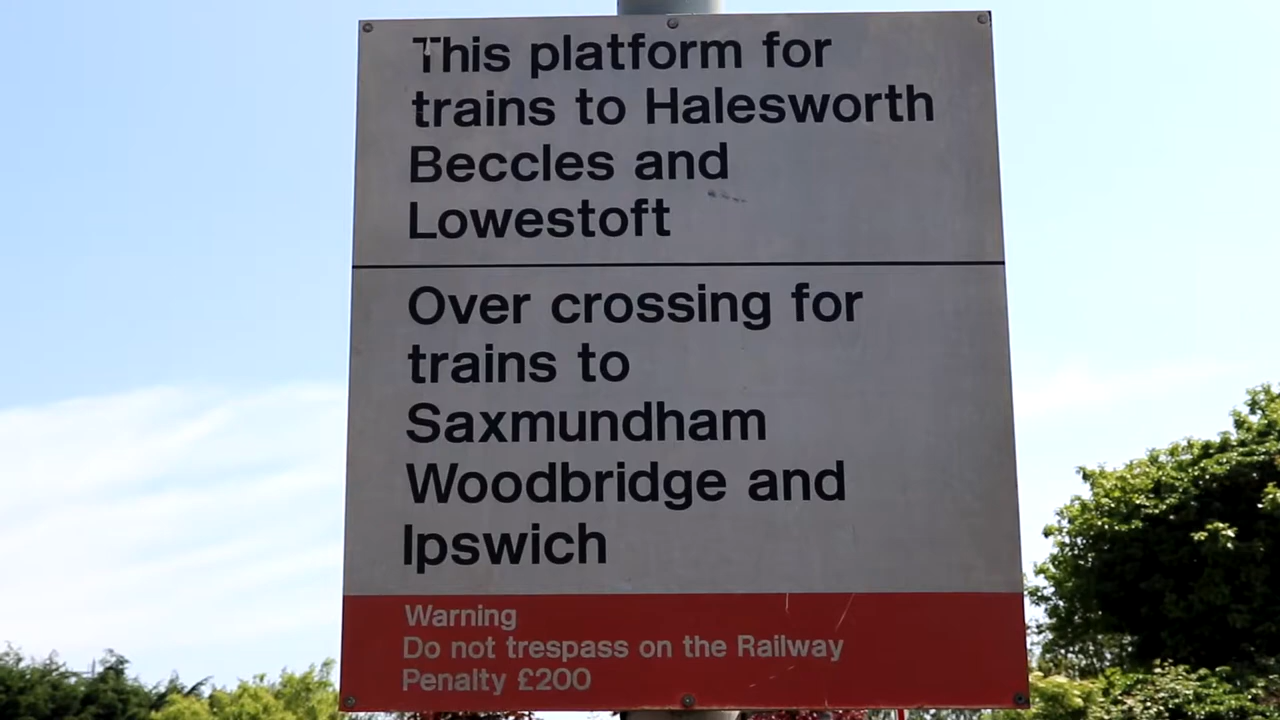 This platform for
trains to Halesworth
Beccles and
Lowestoft
Over crossing for
trains to
Saxmundham
Woodbridge and
Ipswich
Warning
Do not trespass on the Railway
Penalty £200